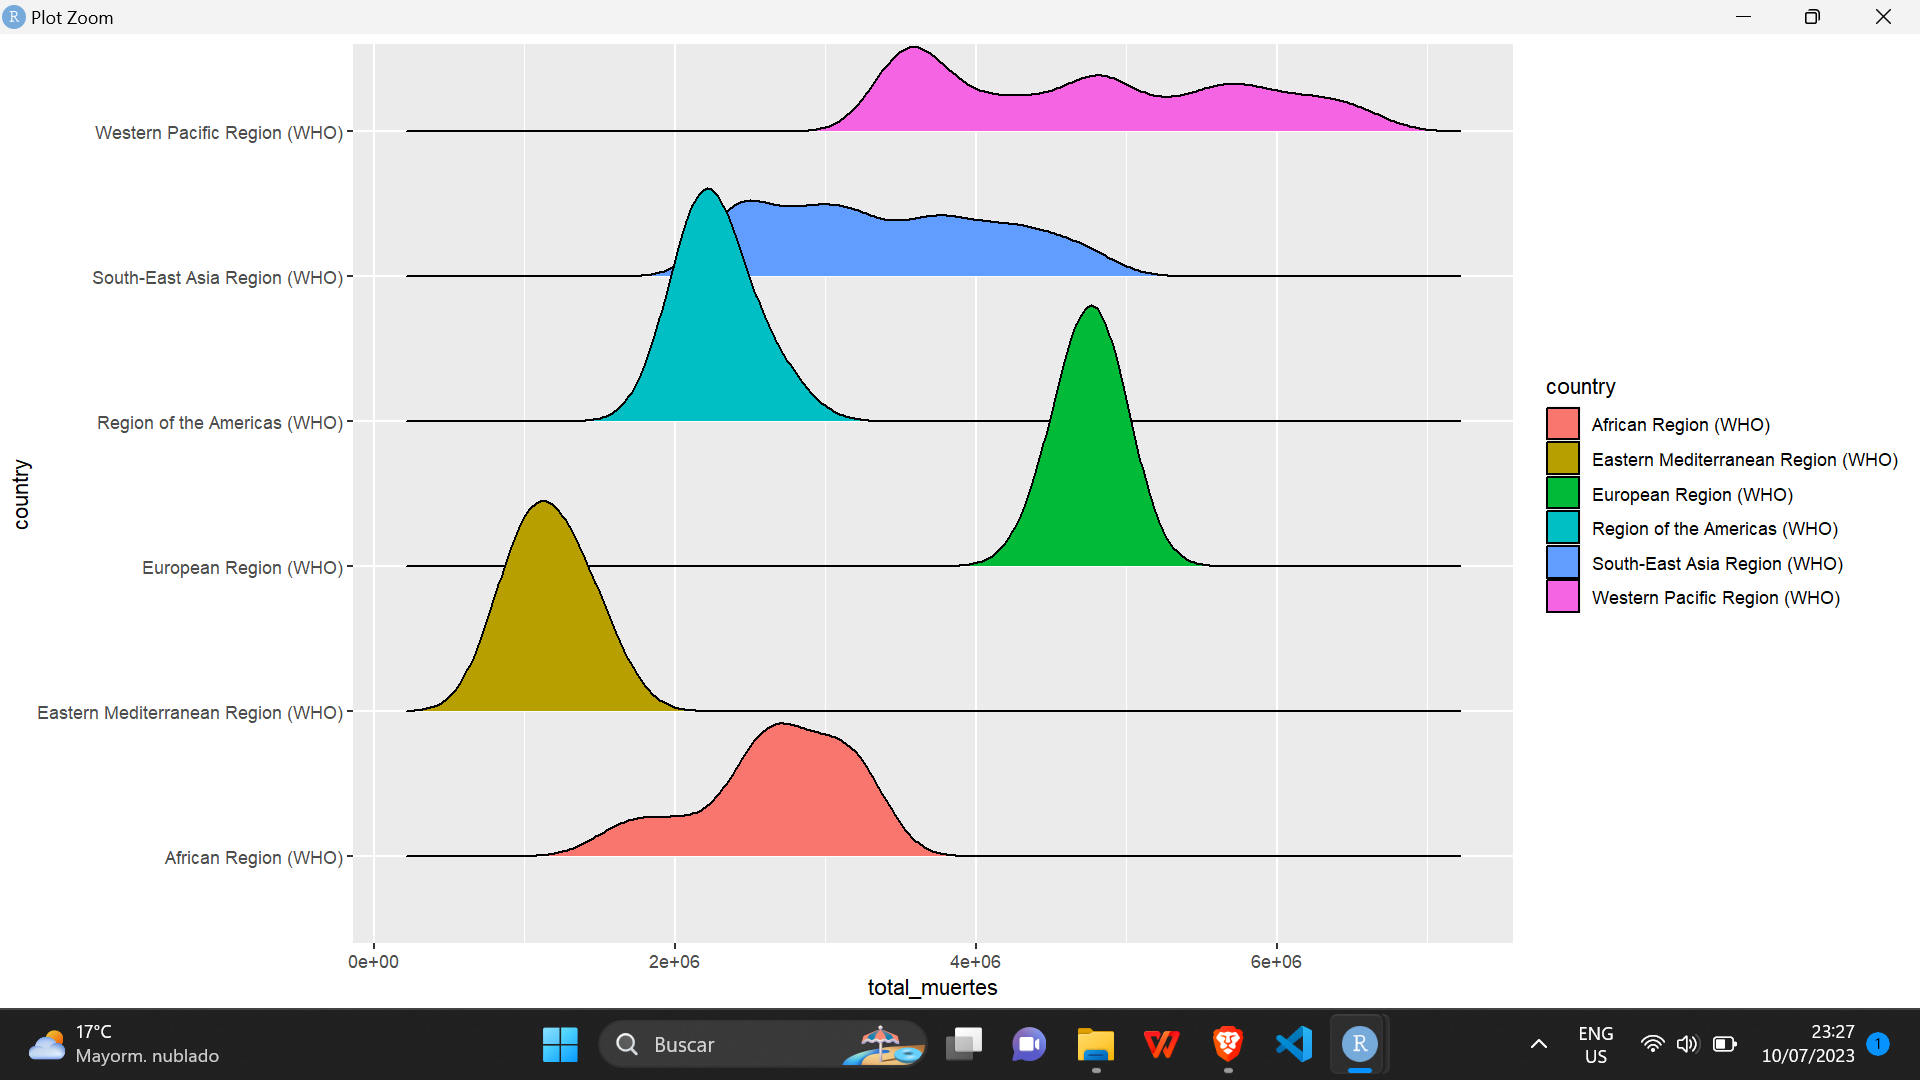 R Plot Zoom
Western Pacific Region (WHO)
South-East Asia Region (WHO)
Region of the Americas (WHO)
European Region (WHO)
Eastern Mediterranean Region (WHO)
African Region (WHO)
country
0e+00 2e+06 4e+06 6e+06
total_muertes
country
African Region (WHO)
Eastern Mediterranean Region (WHO)
European Region (WHO)
Region of the Americas (WHO)
South-East Asia Region (WHO)
Western Pacific Region (WHO)
17°C
Mayorm. nublado
Buscar
R
ENG
US
23:27
10/07/2023
1